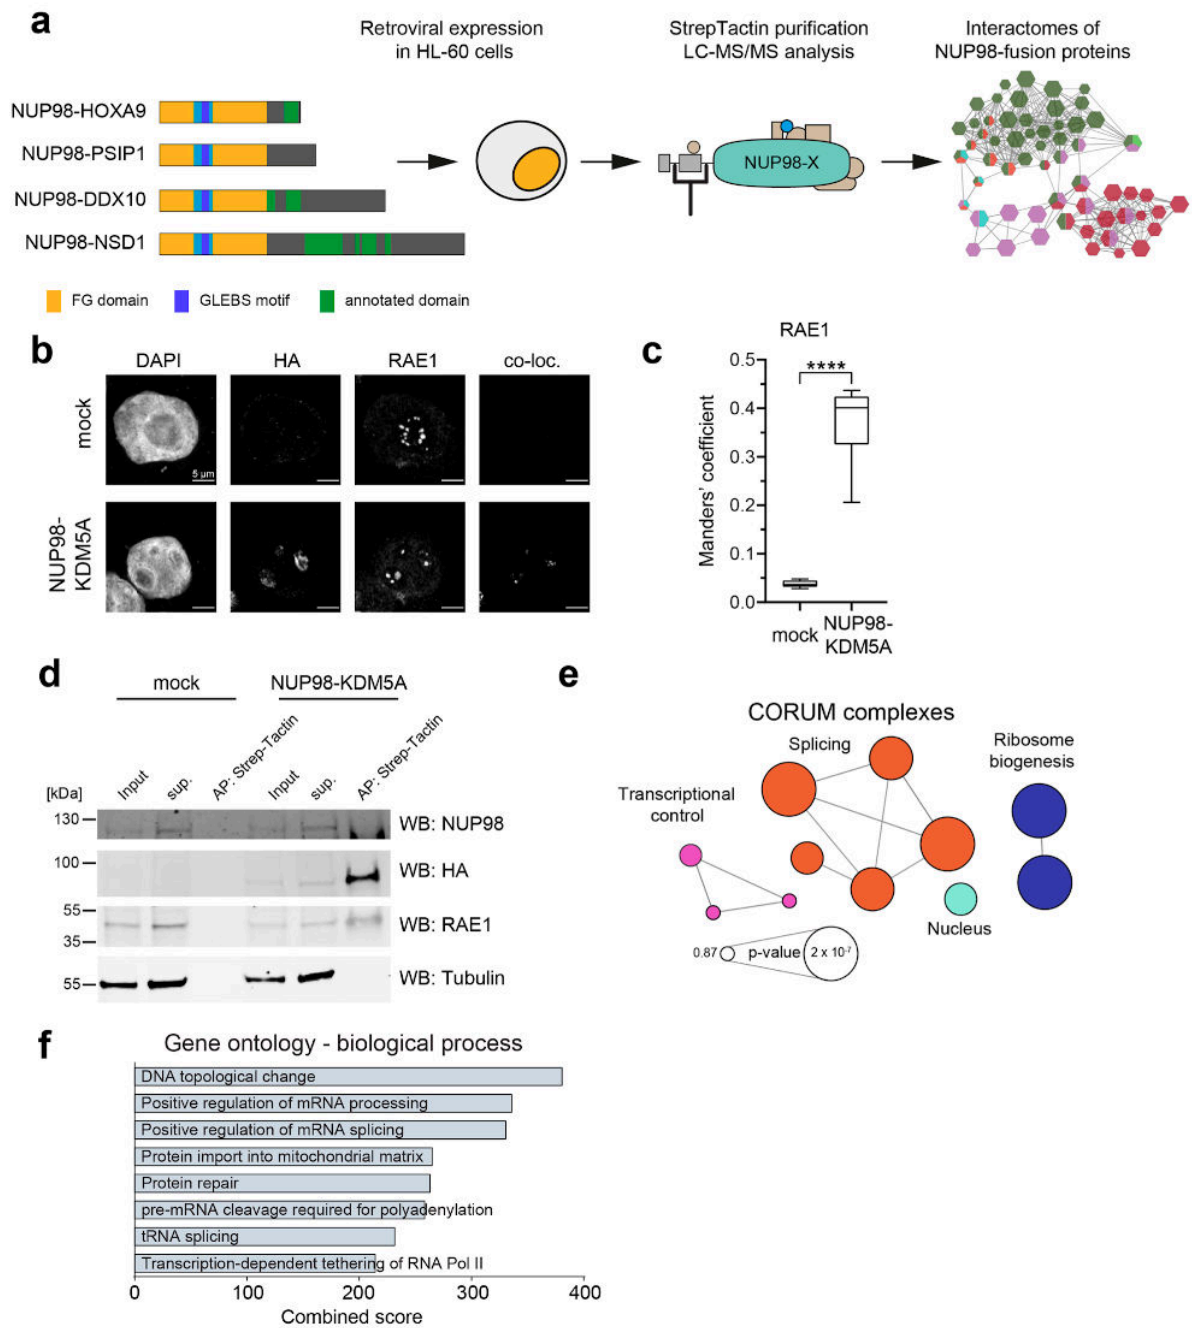 a
Retroviral expression
in HL-60 cells
StrepTactin purification
LC-MS/MS analysis
Interactomes of
NUP98-fusion proteins
NUP98-HOXA9
NUP98-PSIP1
NUP98-DDX10
NUP98-NSD1
NUP98-X
FG domain
GLEBS motif
annotated domain
b
DAPI
HA
RAE1
co-loc.
mock
5 μm
NUP98-
KDM5A
c
RAE1
Manders' coefficient
0.5
0.4
0.3
0.2
0.1
0.0
****
mock
NUP98-
KDM5A
d
mock
NUP98-KDM5A
Input
sup.
AP: Strep-Tactin
Input
sup.
AP: Strep-Tactin
[kDa]
130
WB: NUP98
100
WB: HA
55
35
WB: RAE1
55
WB: Tubulin
e
CORUM complexes
Splicing
Ribosome
biogenesis
Transcriptional
control
Nucleus
0.87
p-value
2 x 10⁻⁷
f
Gene ontology - biological process
DNA topological change
Positive regulation of mRNA processing
Positive regulation of mRNA splicing
Protein import into mitochondrial matrix
Protein repair
pre-mRNA cleavage required for polyadenylation
tRNA splicing
Transcription-dependent tethering of RNA Pol II
0
100
200
300
400
Combined score